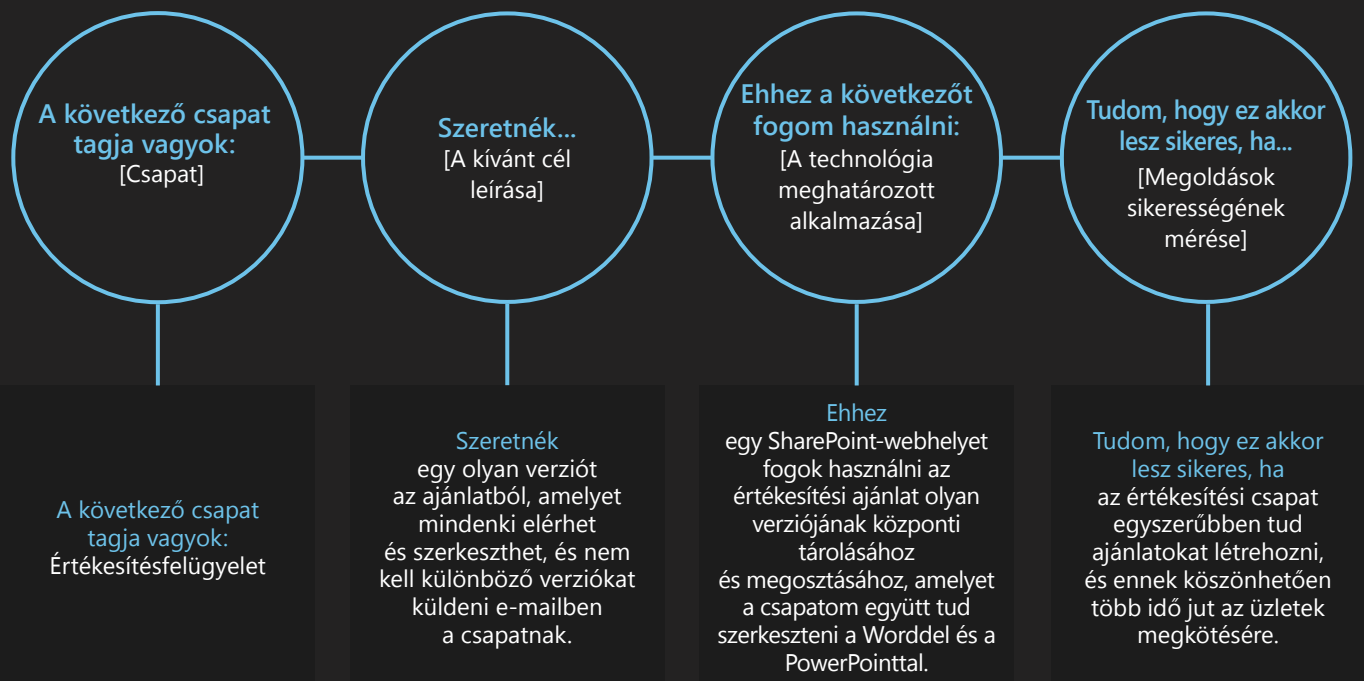 A következő csapat
tagja vagyok:
[Csapat]
Szeretnék...
[A kívánt cél
leírása]
Ehhez a következőt
fogom használni:
[A technológia
meghatározott
alkalmazása]
Tudom, hogy ez akkor
lesz sikeres, ha...
[Megoldások
sikerességének
mérése]
A következő csapat
tagja vagyok:
Értékesítésfelügyelet
Szeretnék
egy olyan verziót
az ajánlatból, amelyet
mindenki elérhet
és szerkeszthet, és nem
kell különböző verziókat
küldeni e-mailben
a csapatnak.
Ehhez
egy SharePoint-webhelyet
fogok használni az
értékesítési ajánlat olyan
verziójának központi
tárolásához
és megosztásához, amelyet
a csapatom együtt tud
szerkeszteni a Worddel és a
PowerPointtal.
Tudom, hogy ez akkor
lesz sikeres, ha
az értékesítési csapat
egyszerűbben tud
ajánlatokat létrehozni,
és ennek köszönhetően
több idő jut az üzletek
megkötésére.